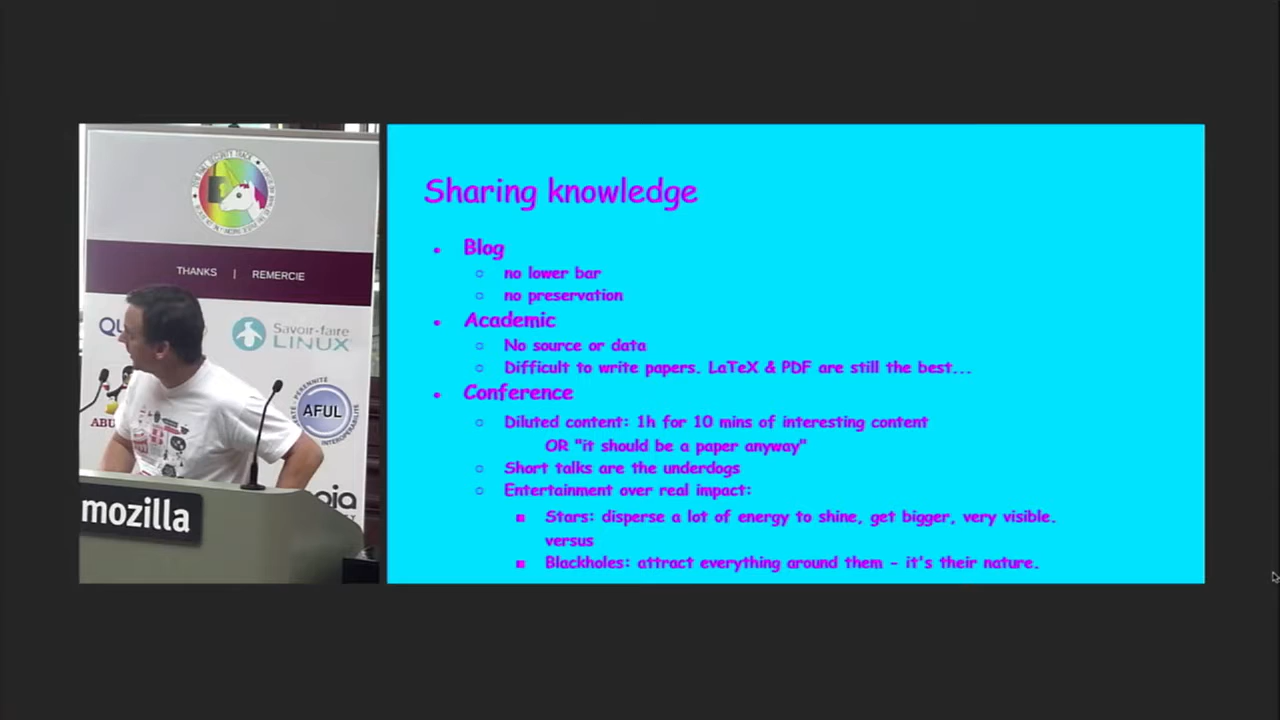 THANKS | REMERCIE
QU
Savoir-faire
LINUX
ABU
PERENNITÉ
AFUL
INTEROPERABILITÉ
mozilla
Sharing knowledge
• Blog
○ no lower bar
○ no preservation
• Academic
○ No source or data
○ Difficult to write papers. LaTeX & PDF are still the best...
• Conference
○ Diluted content: 1h for 10 mins of interesting content
OR "it should be a paper anyway"
○ Short talks are the underdogs
○ Entertainment over real impact:
■ Stars: disperse a lot of energy to shine, get bigger, very visible.
versus
■ Blackholes: attract everything around them - it's their nature.